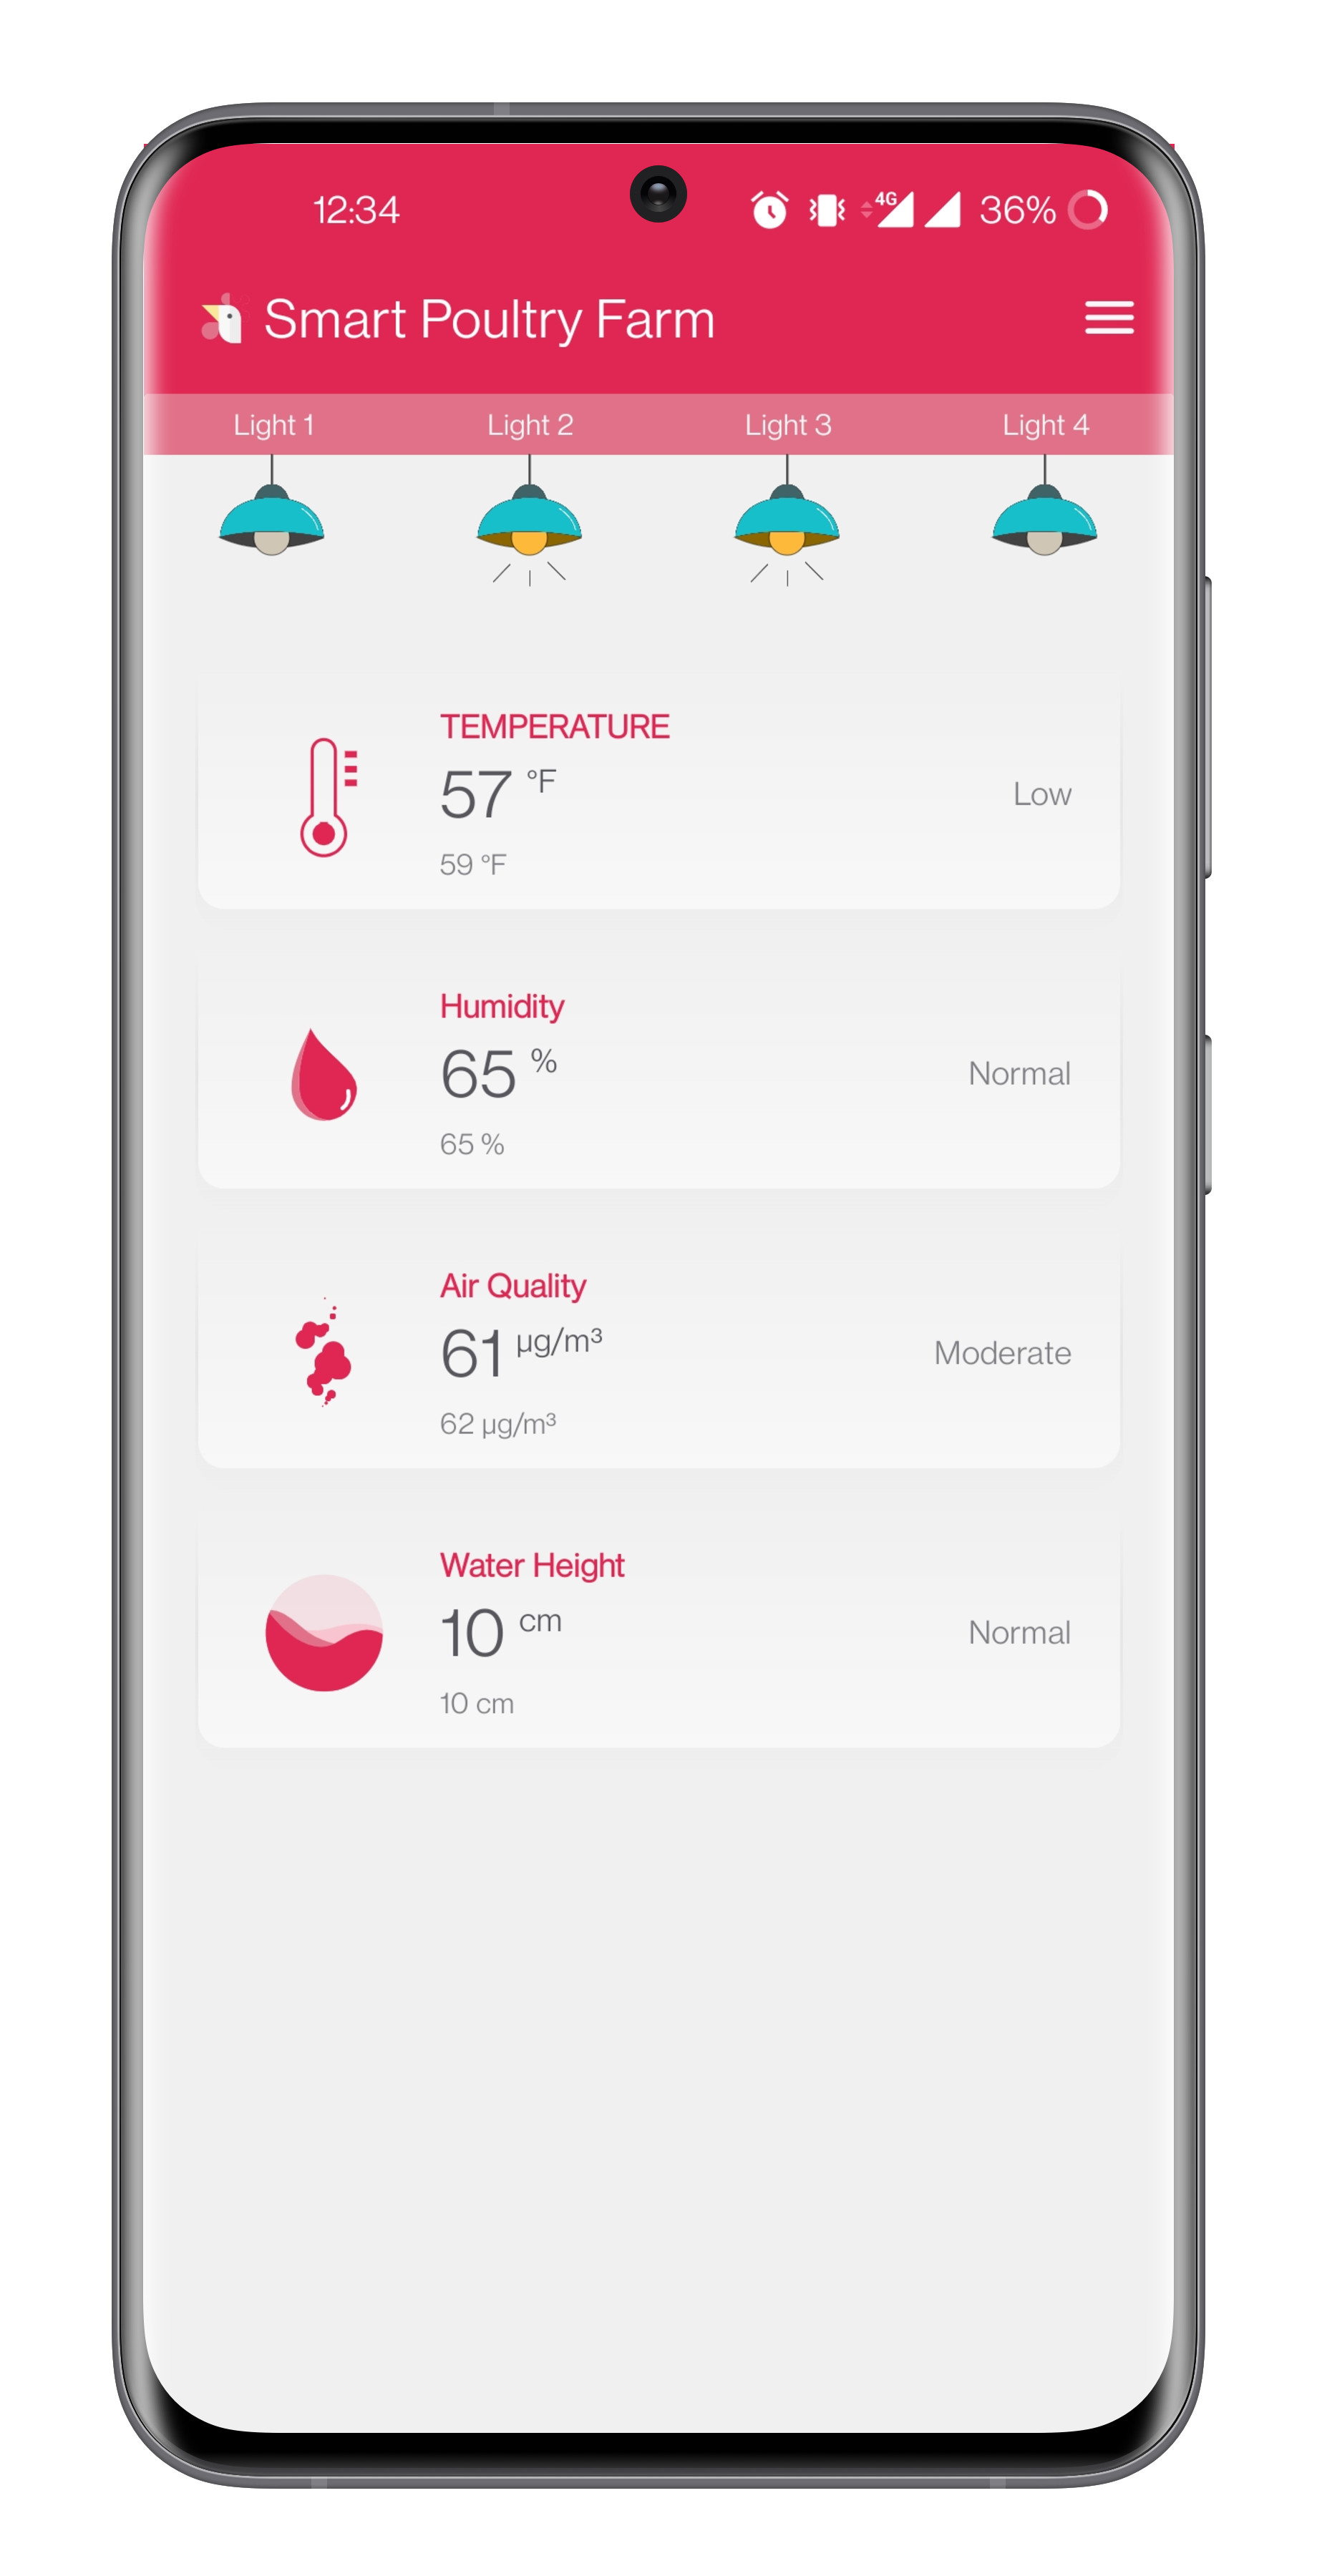 12:34
4G 36%
Smart Poultry Farm
Light 1 Light 2 Light 3 Light 4
TEMPERATURE
57 °F
Low
59 °F
Humidity
65 %
Normal
65 %
Air Quality
61 µg/m³
Moderate
62 µg/m³
Water Height
10 cm
Normal
10 cm